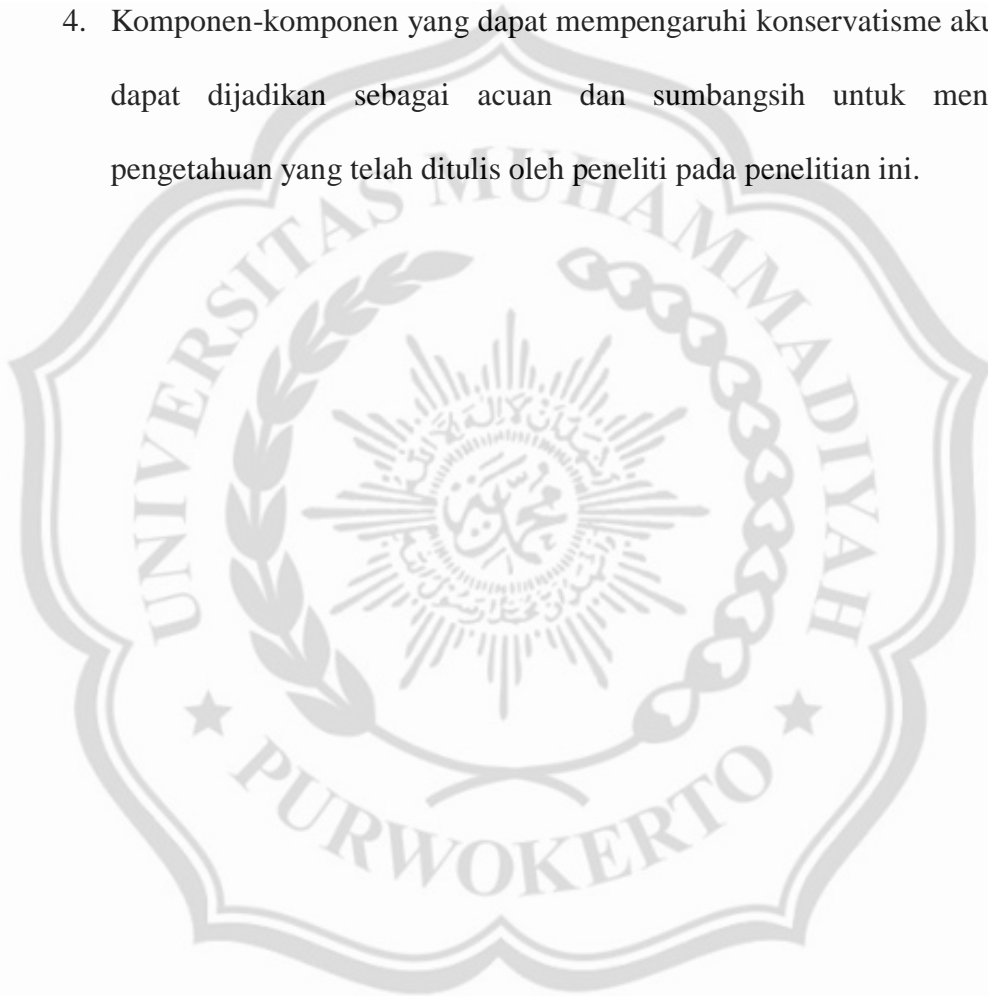 4. Komponen-komponen yang dapat mempengaruhi konservatisme aku
dapat dijadikan sebagai acuan dan sumbangsih untuk men
pengetahuan yang telah ditulis oleh peneliti pada penelitian ini.
UNIVERSITAS MUHAMMADIYAH
PURWOKERTO